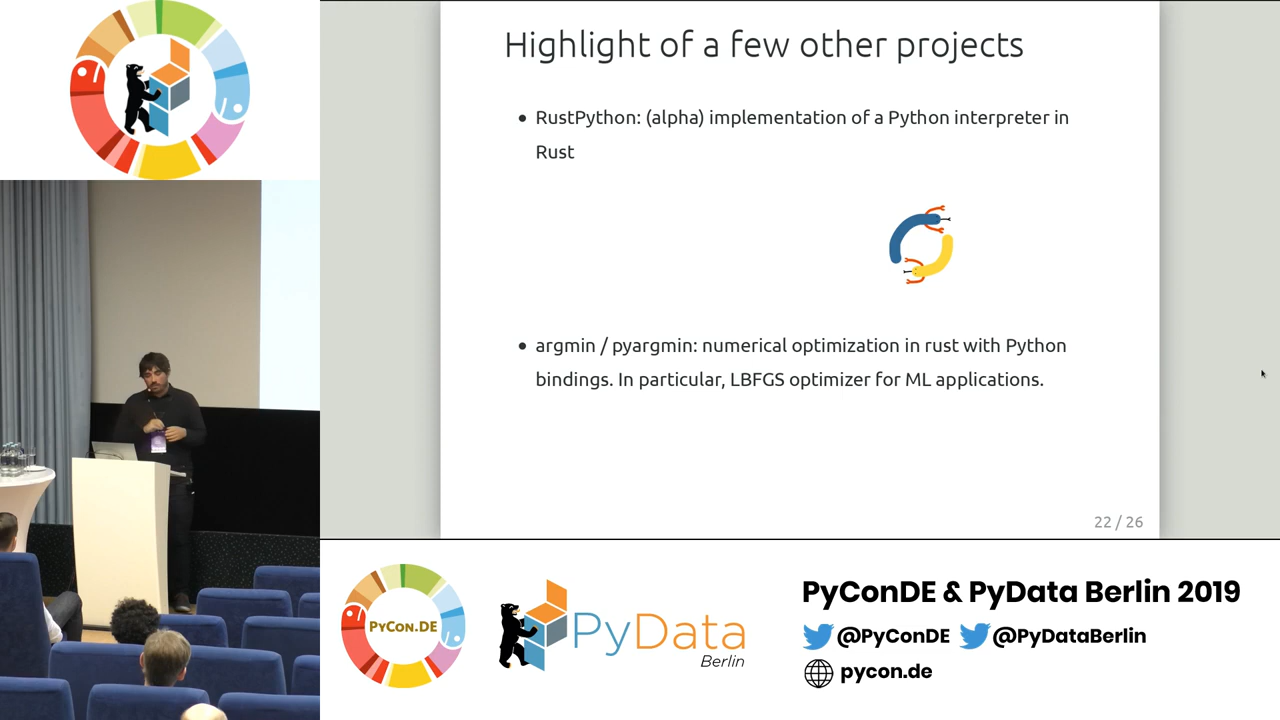 Highlight of a few other projects
• RustPython: (alpha) implementation of a Python interpreter in
Rust
• argmin / pyargmin: numerical optimization in rust with Python
bindings. In particular, LBFGS optimizer for ML applications.
22 / 26
PyCon.DE
PyData
Berlin
PyConDE & PyData Berlin 2019
@PyConDE @PyDataBerlin
pycon.de